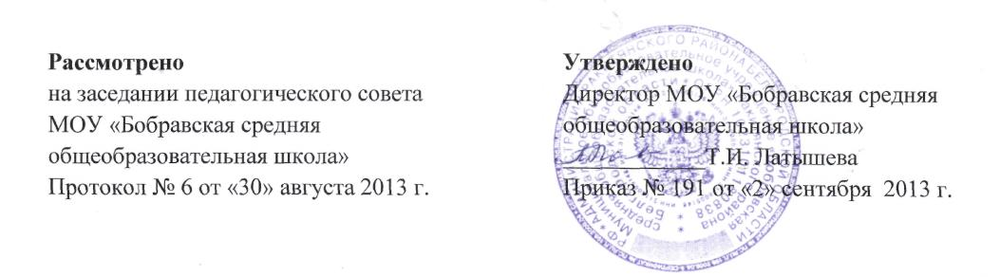 Рассмотрено
на заседании педагогического совета
МОУ «Бобравская средняя
общеобразовательная школа»
Протокол № 6 от «30» августа 2013 г.
Утверждено
Директор МОУ «Бобравская средняя
общеобразовательная школа»
Т.И. Латышева
Приказ № 191 от «2» сентября 2013 г.